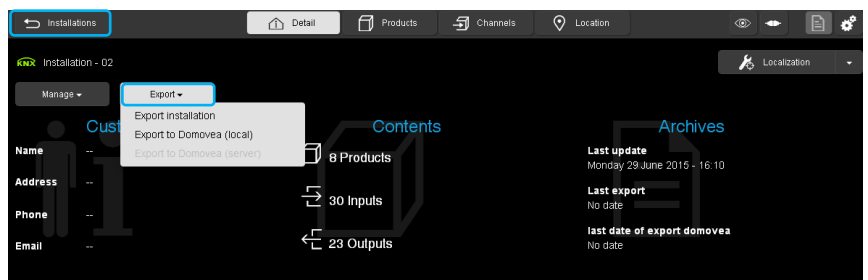 Installations
Detail
Products
Channels
Location
KNX Installation - 02
Localization
Manage
Export
Export installation
Export to Domovea (local)
Export to Domovea (server)
Cust
Contents
Archives
Name --
Address --
Phone --
Email --
8 Products
30 Inputs
23 Outputs
Last update
Monday 29 June 2015 - 16:10
Last export
No date
last date of export domovea
No date